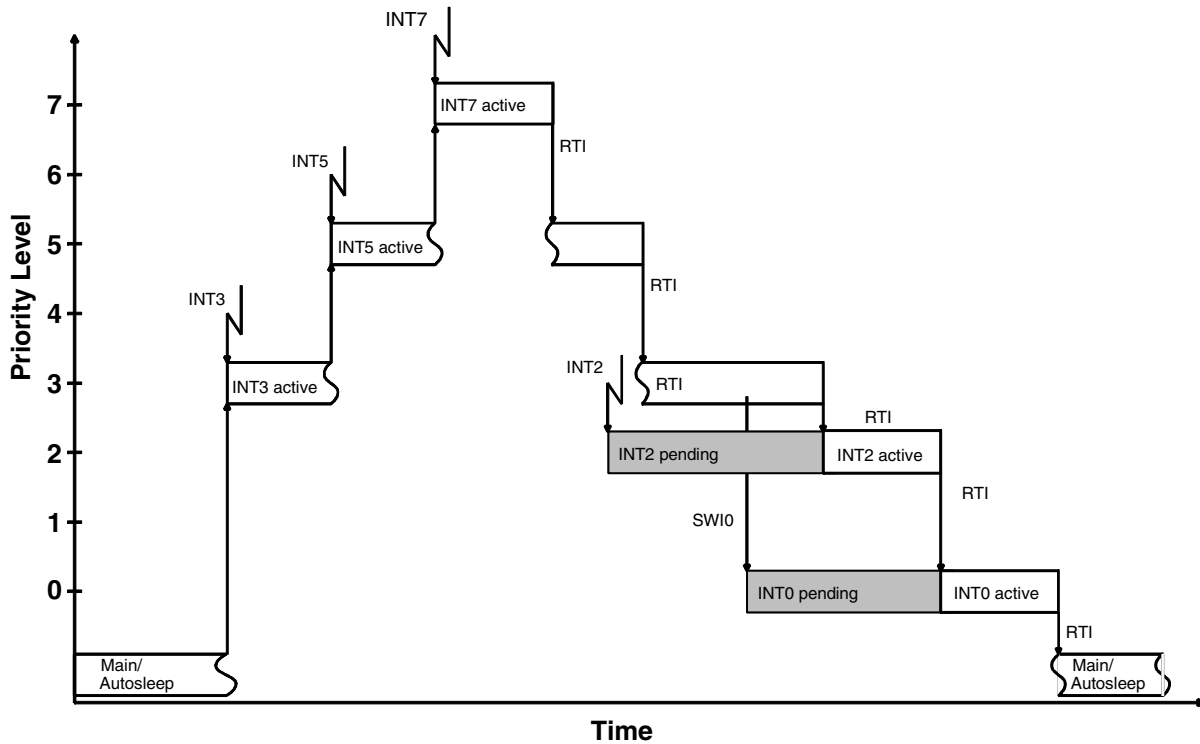 INT7
7
INT7 active
RTI
INT5
6
5
INT5 active
RTI
INT3
4
INT2
3
INT3 active
RTI
RTI
2
INT2 pending
INT2 active
RTI
1
SWI0
0
INT0 pending
INT0 active
RTI
Main/
Autosleep
Main/
Autosleep
Priority Level
Time